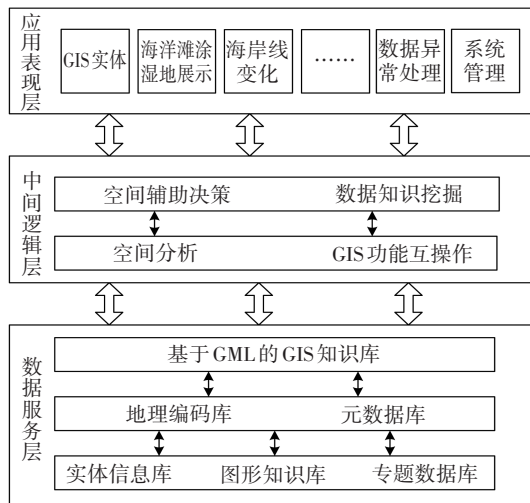 应用表现层
GIS实体
海洋滩涂
湿地展示
海岸线
变化
……
数据异
常处理
系统
管理
中间逻辑层
空间辅助决策 数据知识挖掘
空间分析 GIS功能互操作
数据服务层
基于GML的GIS知识库
地理编码库 元数据库
实体信息库 图形知识库 专题数据库